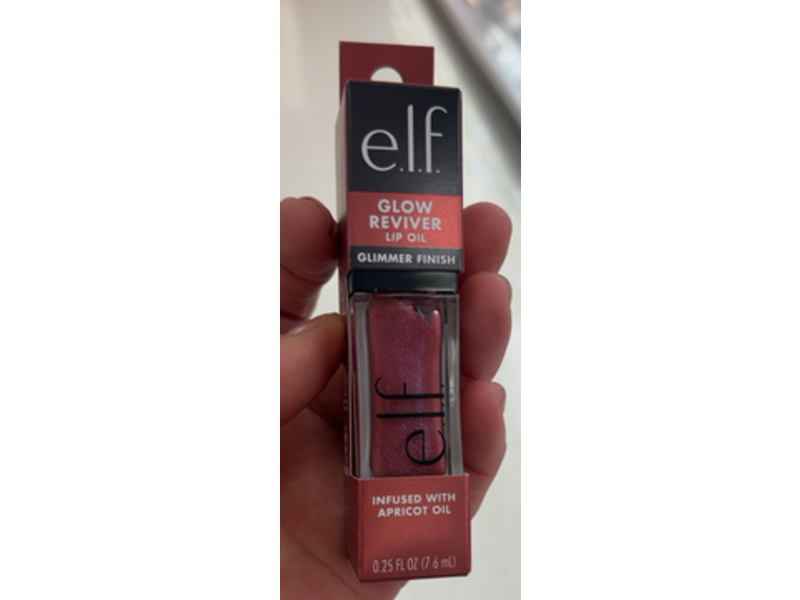 e.l.f.
GLOW
REVIVER
LIP OIL
GLIMMER FINISH
e.l.f.
INFUSED WITH
APRICOT OIL
0.25 FL OZ (7.6 mL)